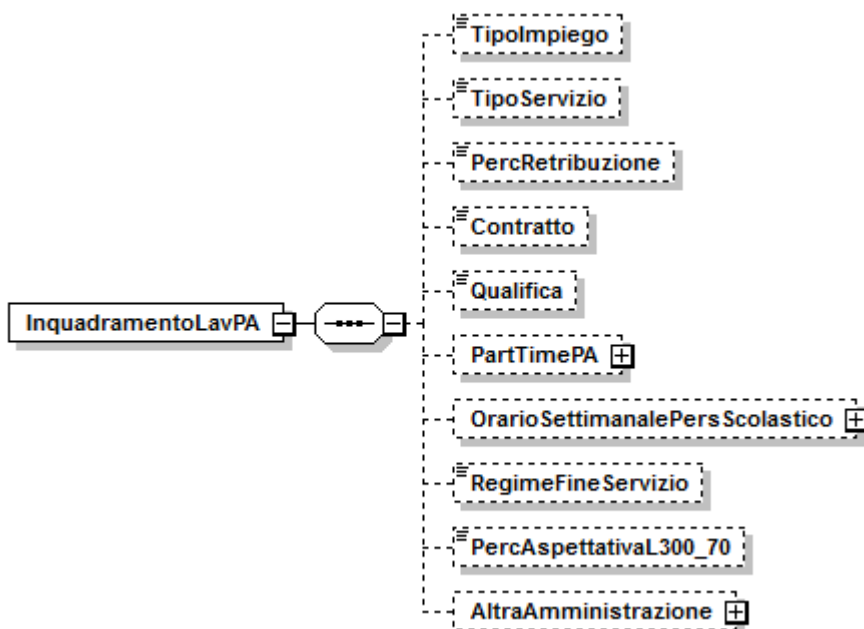 TipoImpiego
TipoServizio
PercRetribuzione
Contratto
Qualifica
InquadramentoLavPA
PartTimePA
OrarioSettimanalePersScolastico
RegimeFineServizio
PercAspettativaL300_70
AltraAmministrazione